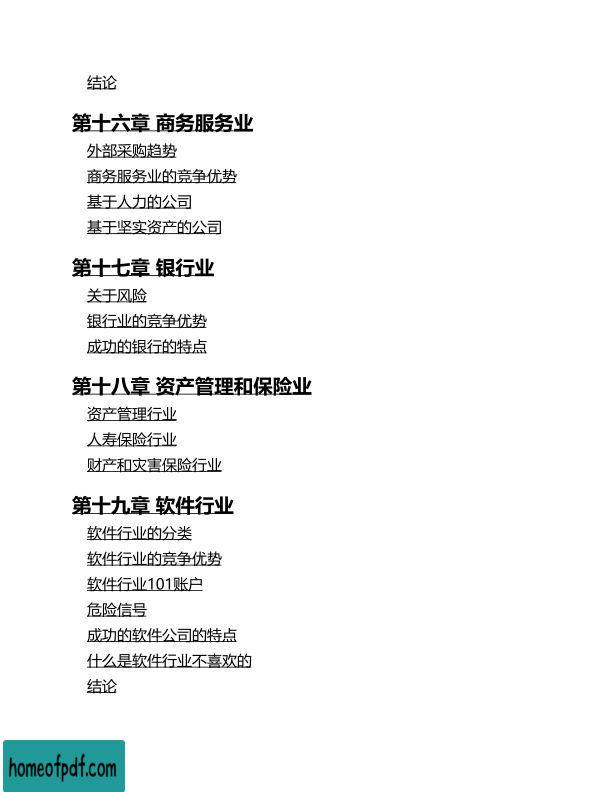 结论
第十六章 商务服务业
外部采购趋势
商务服务业的竞争优势
基于人力的公司
基于坚实资产的公司
第十七章 银行业
关于风险
银行业的竞争优势
成功的银行的特点
第十八章 资产管理和保险业
资产管理行业
人寿保险行业
财产和灾害保险行业
第十九章 软件行业
软件行业的分类
软件行业的竞争优势
软件行业101账户
危险信号
成功的软件公司的特点
什么是软件行业不喜欢的
结论
homeofpdf.com